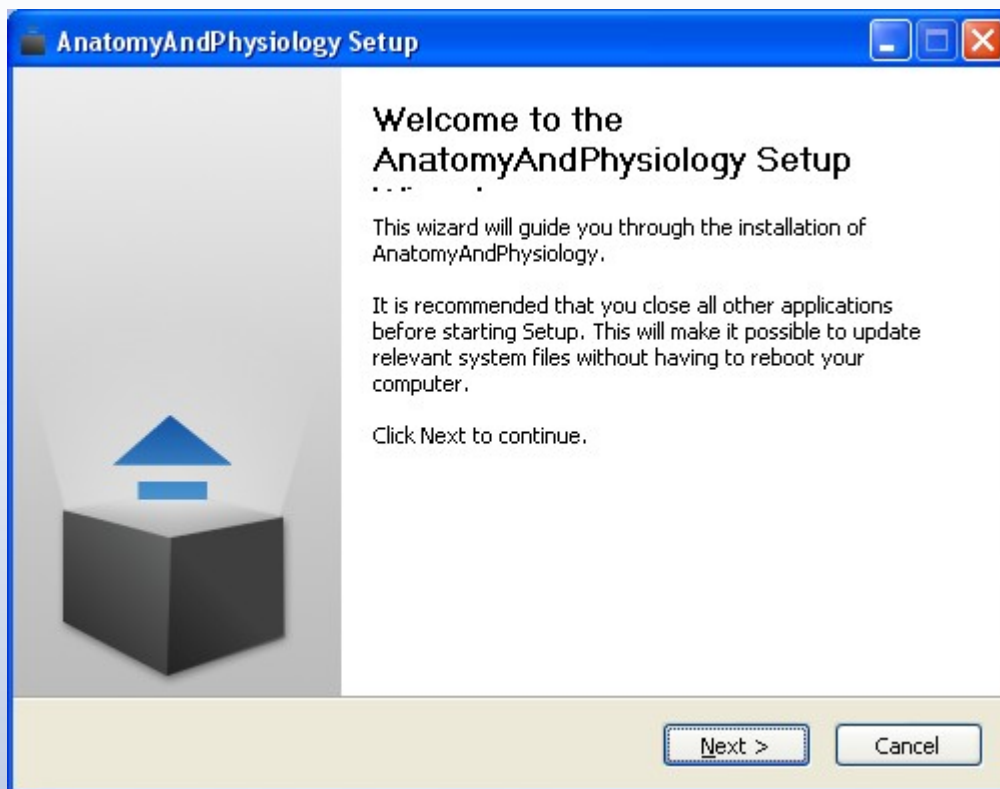 AnatomyAndPhysiology Setup
Welcome to the
AnatomyAndPhysiology Setup
This wizard will guide you through the installation of
AnatomyAndPhysiology.
It is recommended that you close all other applications
before starting Setup. This will make it possible to update
relevant system files without having to reboot your
computer.
Click Next to continue.
Next >
Cancel